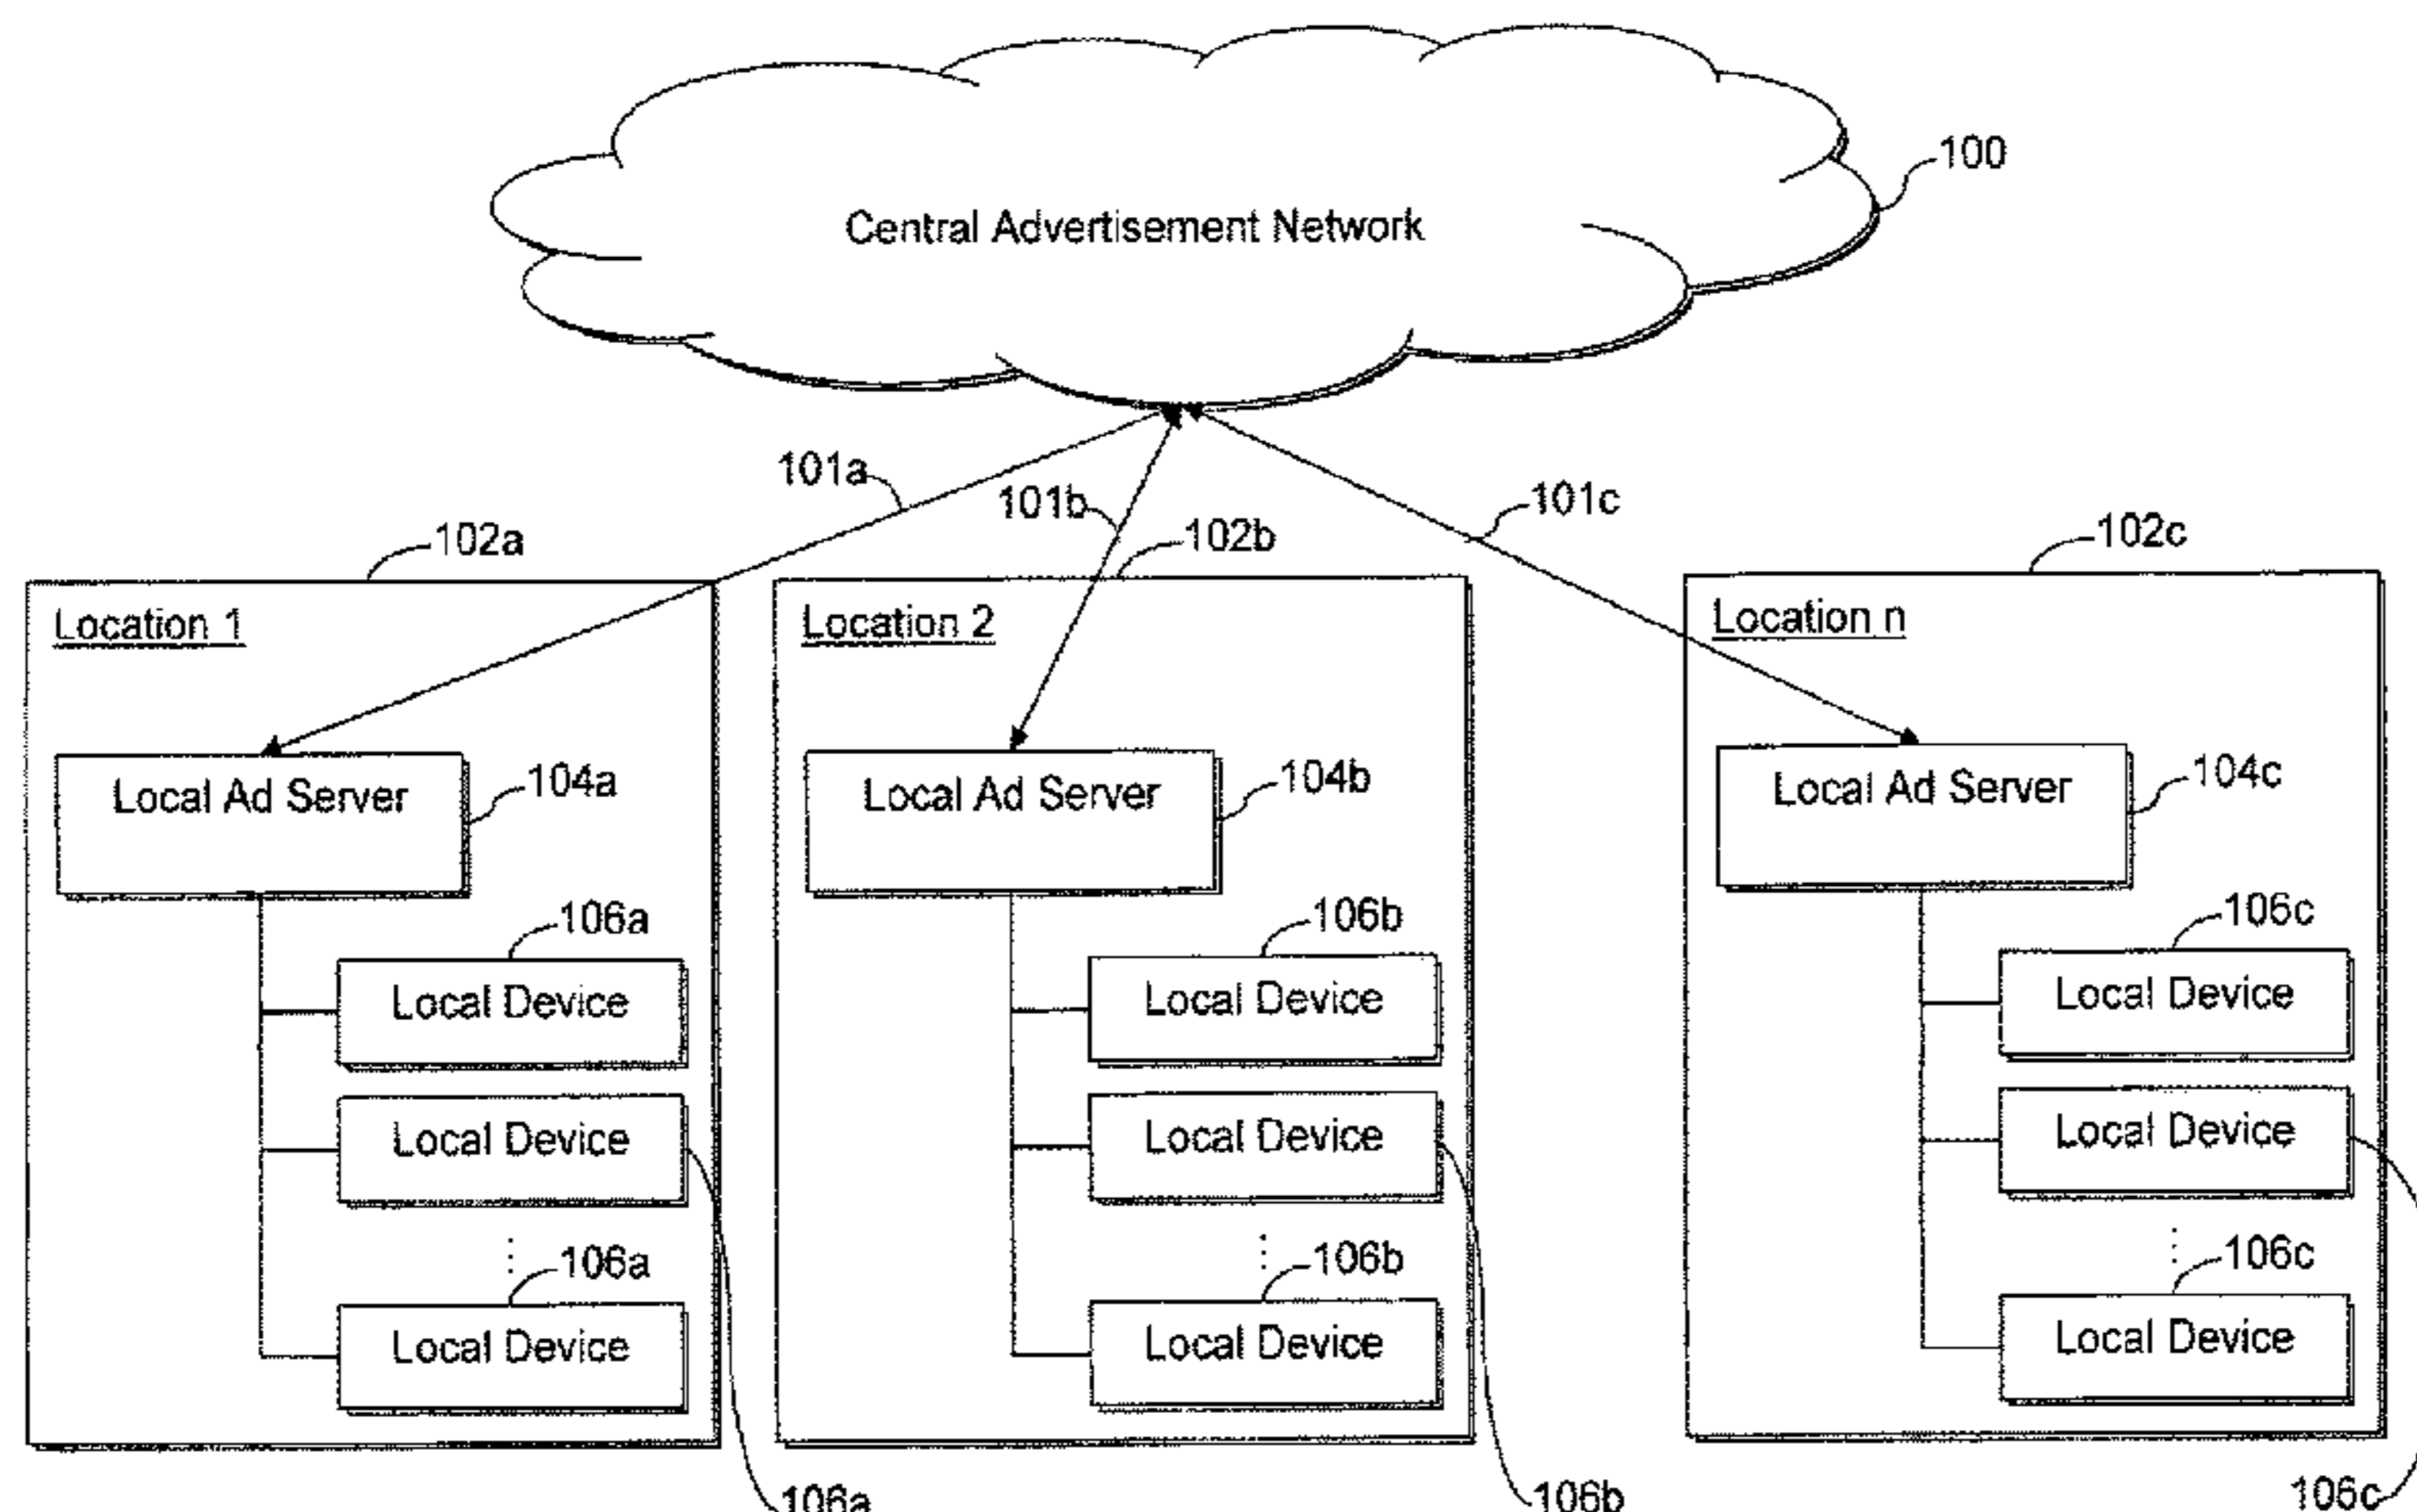 100
Central Advertisement Network
101a
101b
101c
102a
102b
102c
Location 1
Location 2
Location n
Local Ad Server
104a
Local Ad Server
104b
Local Ad Server
104c
106a
106b
106c
Local Device
Local Device
Local Device
Local Device
Local Device
Local Device
106a
106b
106c
Local Device
Local Device
Local Device
106a
106b
106c